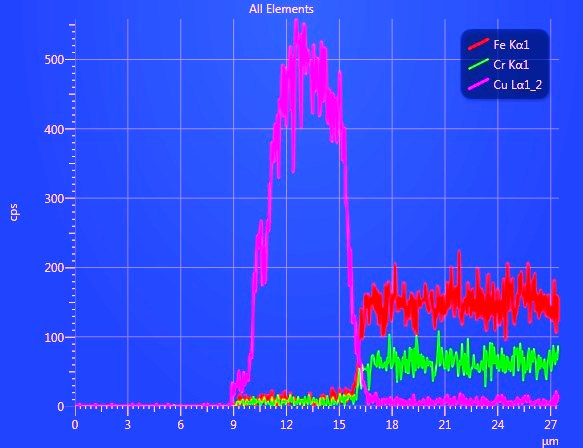 All Elements
Fe Kα1
Cr Kα1
Cu Lα1_2
cps
500
400
300
200
100
0
0 3 6 9 12 15 18 21 24 27
µm